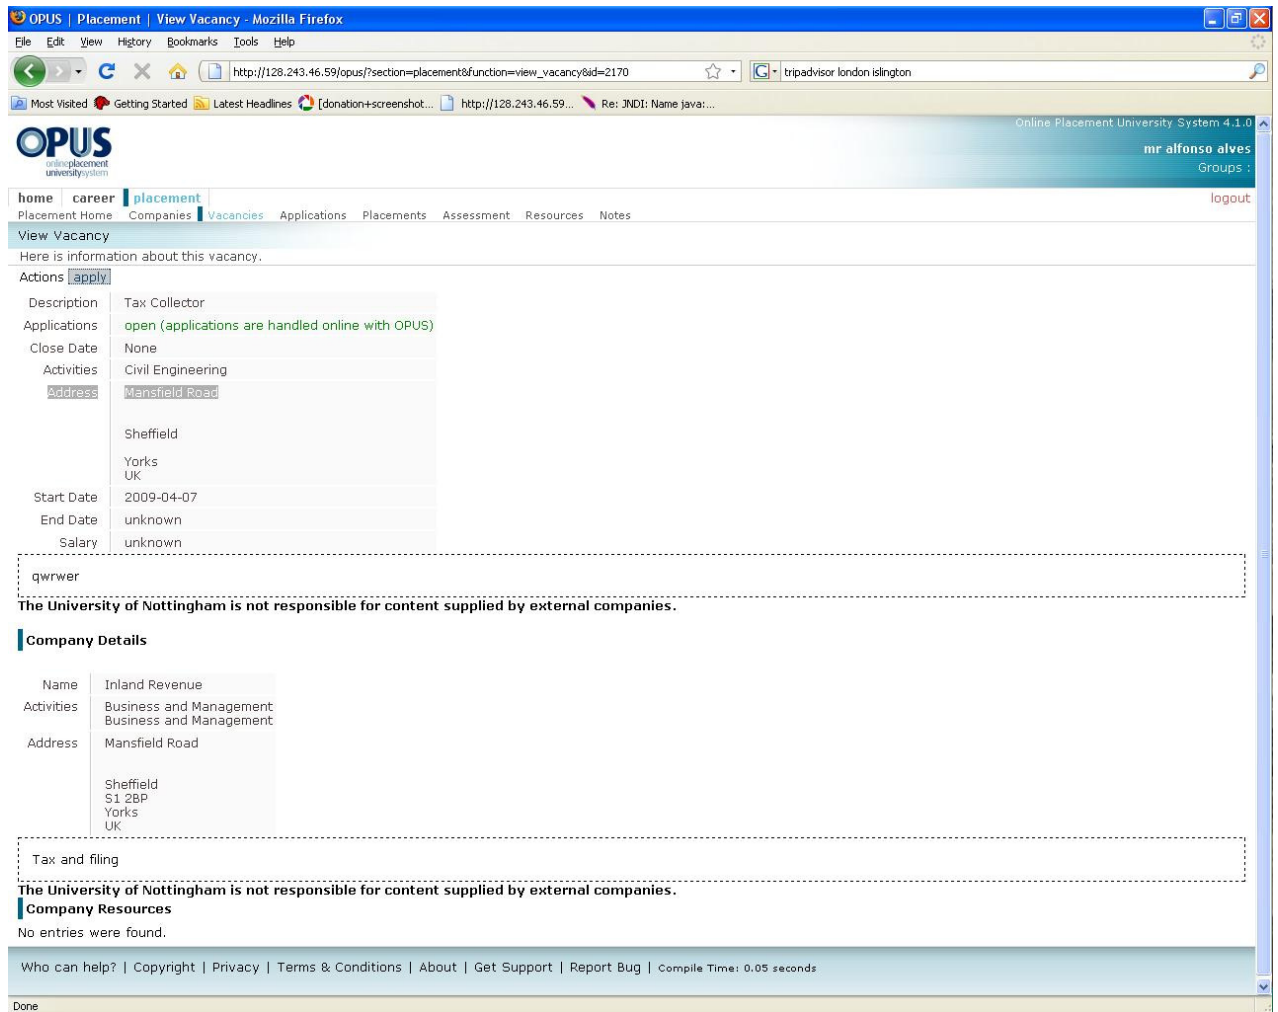 OPUS | Placement | View Vacancy - Mozilla Firefox
File Edit View History Bookmarks Tools Help
http://128.243.46.59/opus/?section=placement&function=view_vacancy&id=2170 tripadvisor london islington
Most Visited Getting Started Latest Headlines [donation+screenshot... http://128.243.46.59... Re: JNDI: Name java:...
Online Placement University System 4.1.0
OPUS
onlineplacement
universitysystem
mr alfonso alves
Groups :
home career placement logout
Placement Home Companies Vacancies Applications Placements Assessment Resources Notes
View Vacancy
Here is information about this vacancy.
Actions apply
Description Tax Collector
Applications open (applications are handled online with OPUS)
Close Date None
Activities Civil Engineering
Address Mansfield Road
Sheffield
Yorks
UK
Start Date 2009-04-07
End Date unknown
Salary unknown
qwrwer
The University of Nottingham is not responsible for content supplied by external companies.
Company Details
Name Inland Revenue
Activities Business and Management
Business and Management
Address Mansfield Road
Sheffield
S1 2BP
Yorks
UK
Tax and filing
The University of Nottingham is not responsible for content supplied by external companies.
Company Resources
No entries were found.
Who can help? | Copyright | Privacy | Terms & Conditions | About | Get Support | Report Bug | Compile Time: 0.05 seconds
Done